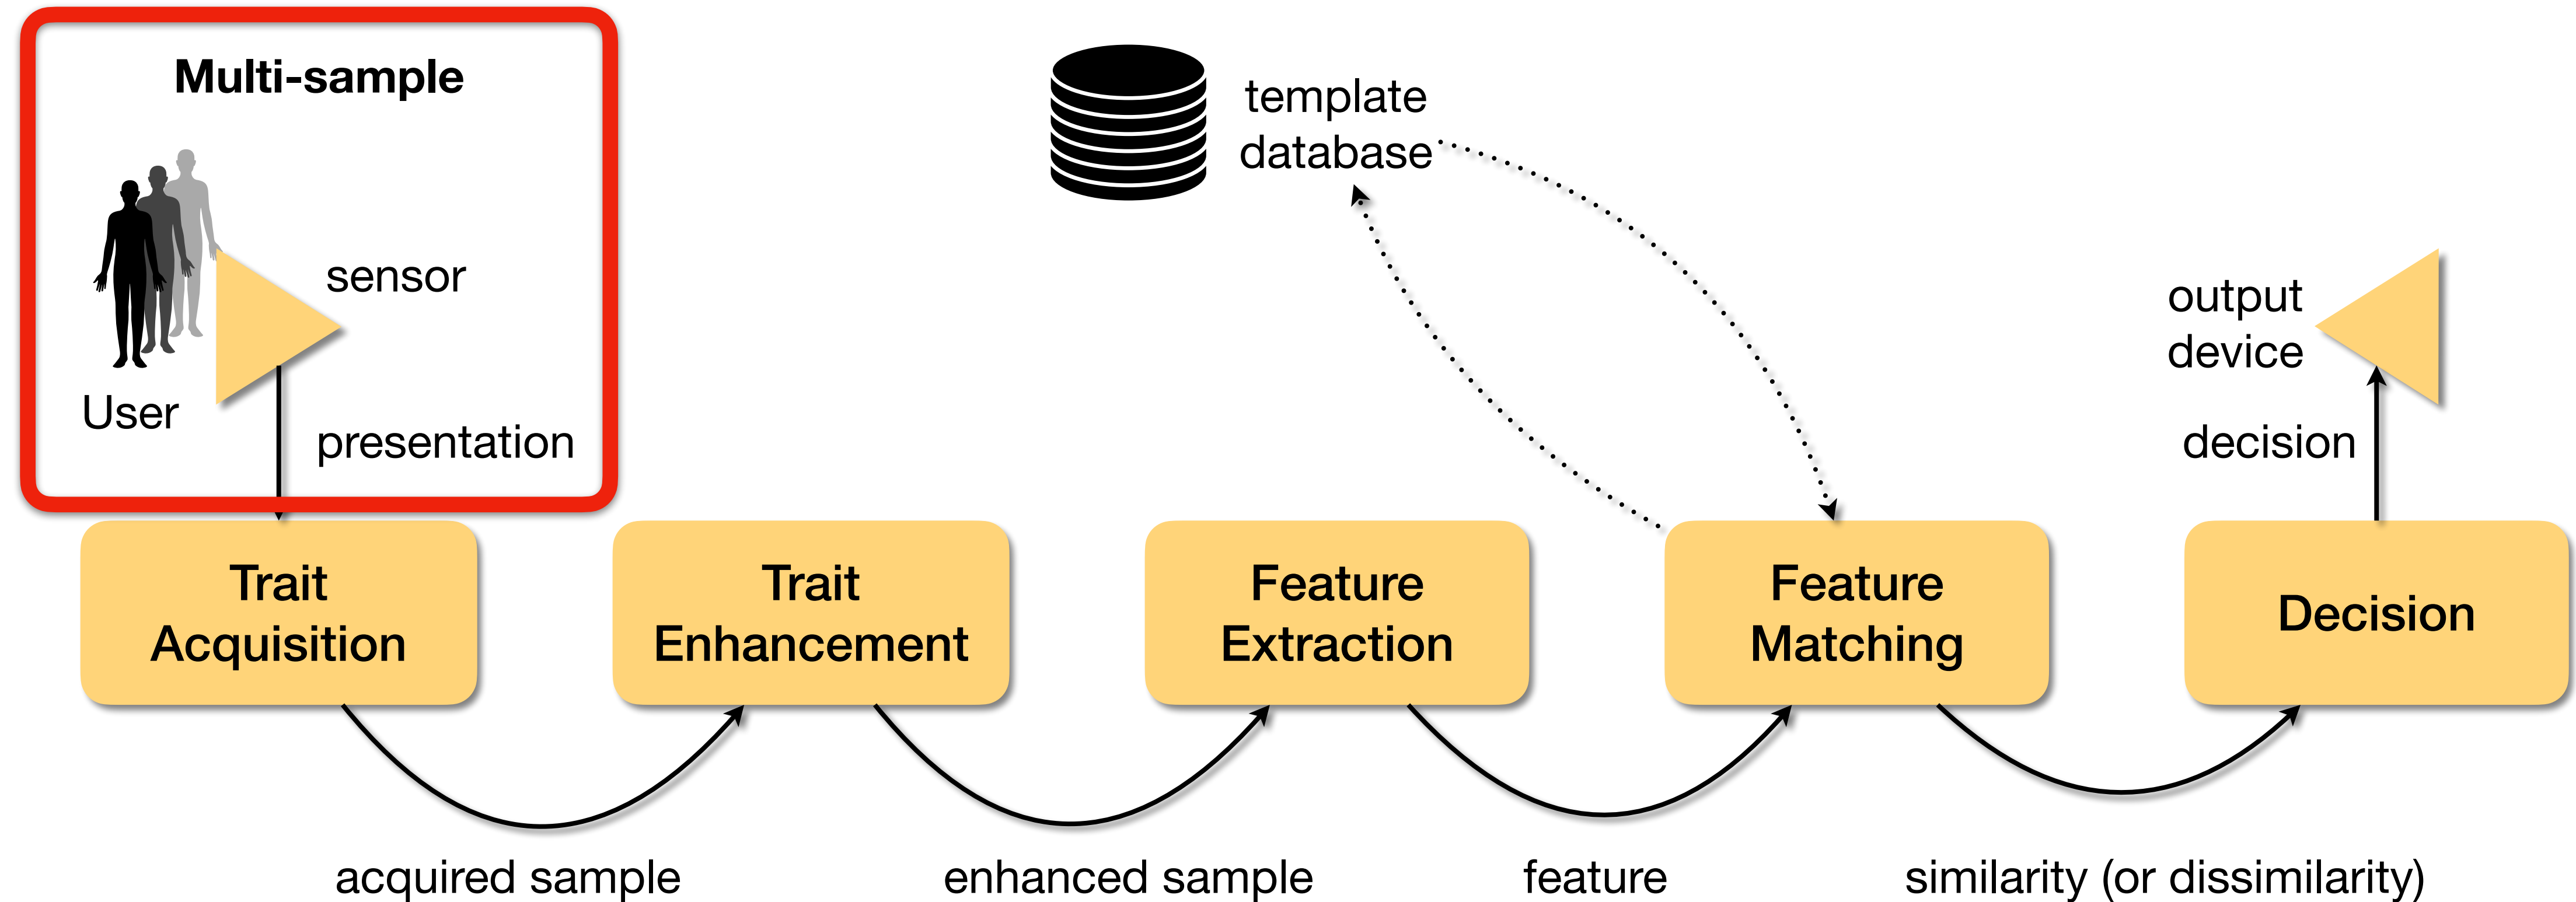 Multi-sample
sensor
User
presentation
template
database
output
device
decision
Trait
Acquisition
Trait
Enhancement
Feature
Extraction
Feature
Matching
Decision
acquired sample
enhanced sample
feature
similarity (or dissimilarity)